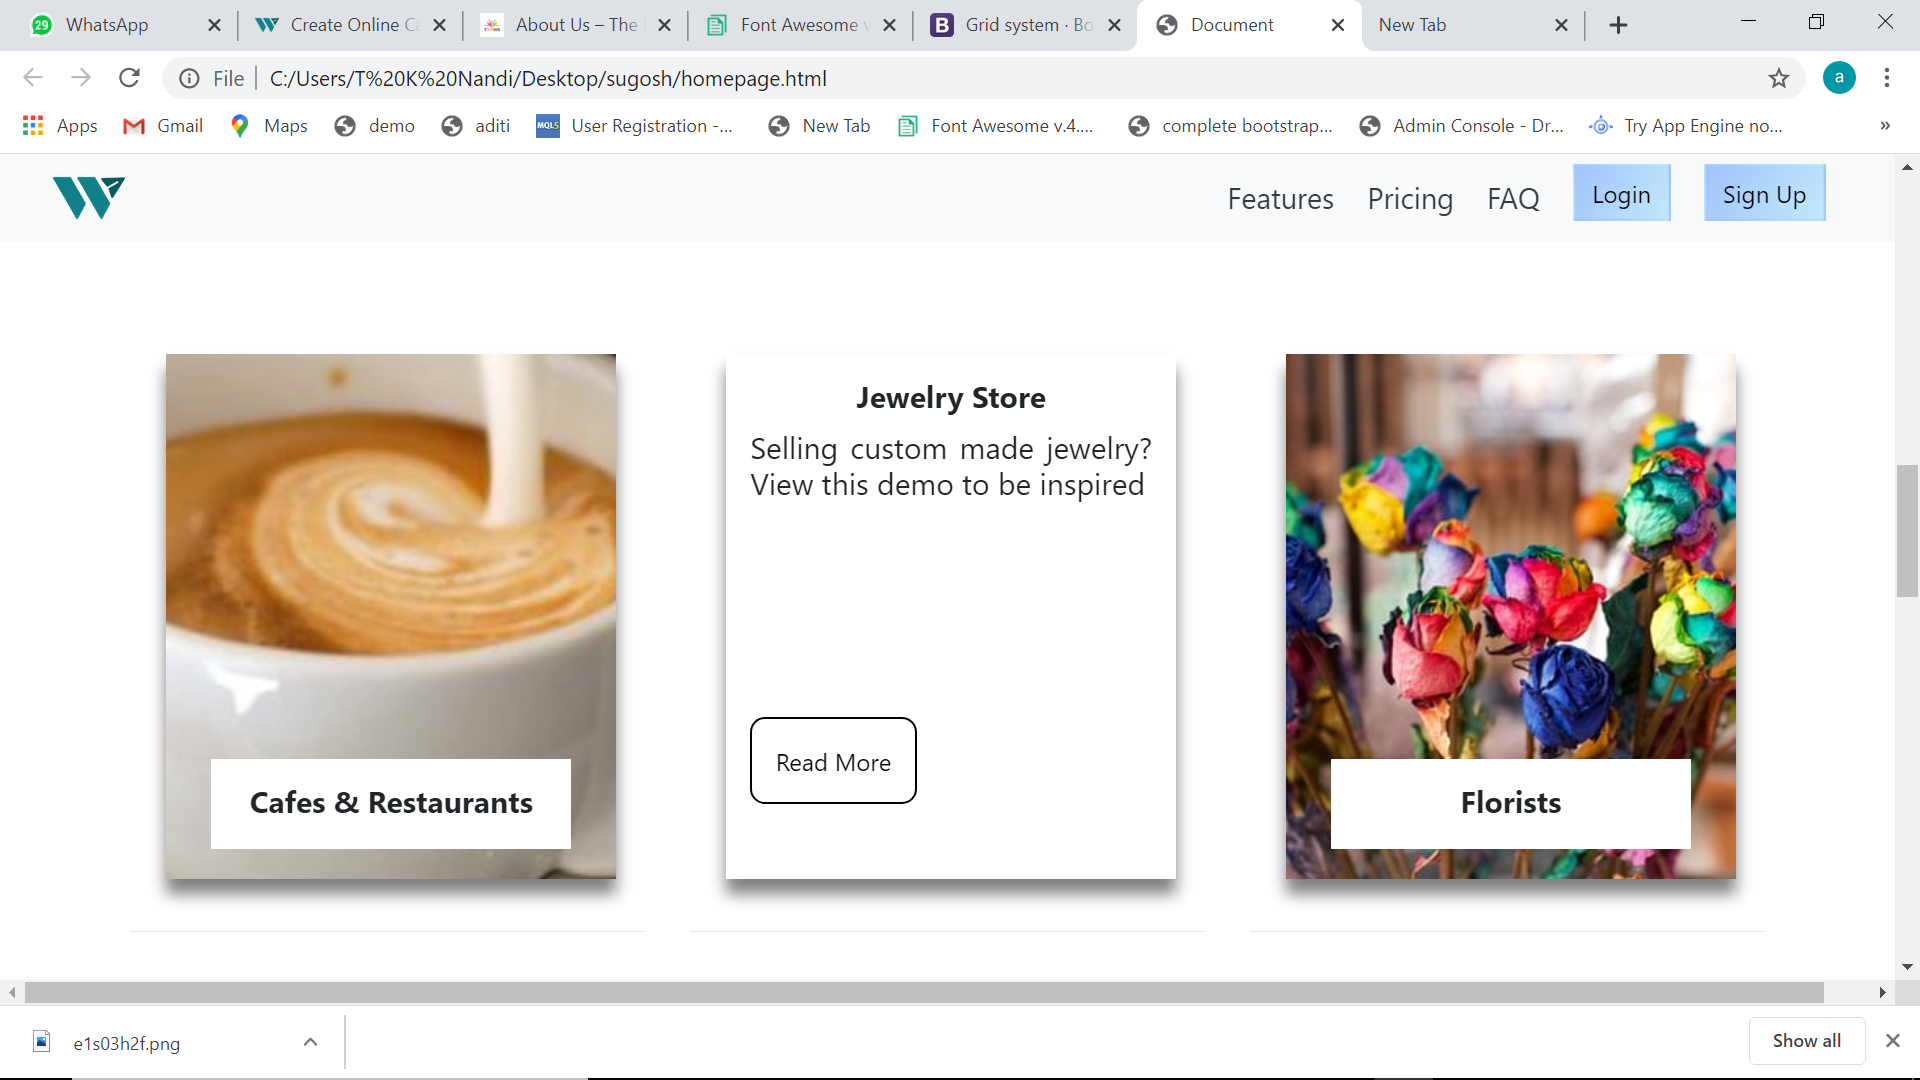 29
WhatsApp
Create Online Ca
About Us – The
Font Awesome v
B
Grid system · Bo
Document
New Tab
File
C:/Users/T%20K%20Nandi/Desktop/sugosh/homepage.html
a
Apps
Gmail
Maps
demo
aditi
MQL5
User Registration -...
New Tab
Font Awesome v.4....
complete bootstrap...
Admin Console - Dr...
Try App Engine no...
»
Features
Pricing
FAQ
Login
Sign Up
Jewelry Store
Selling custom made jewelry?
View this demo to be inspired
Read More
Cafes & Restaurants
Florists
e1s03h2f.png
Show all